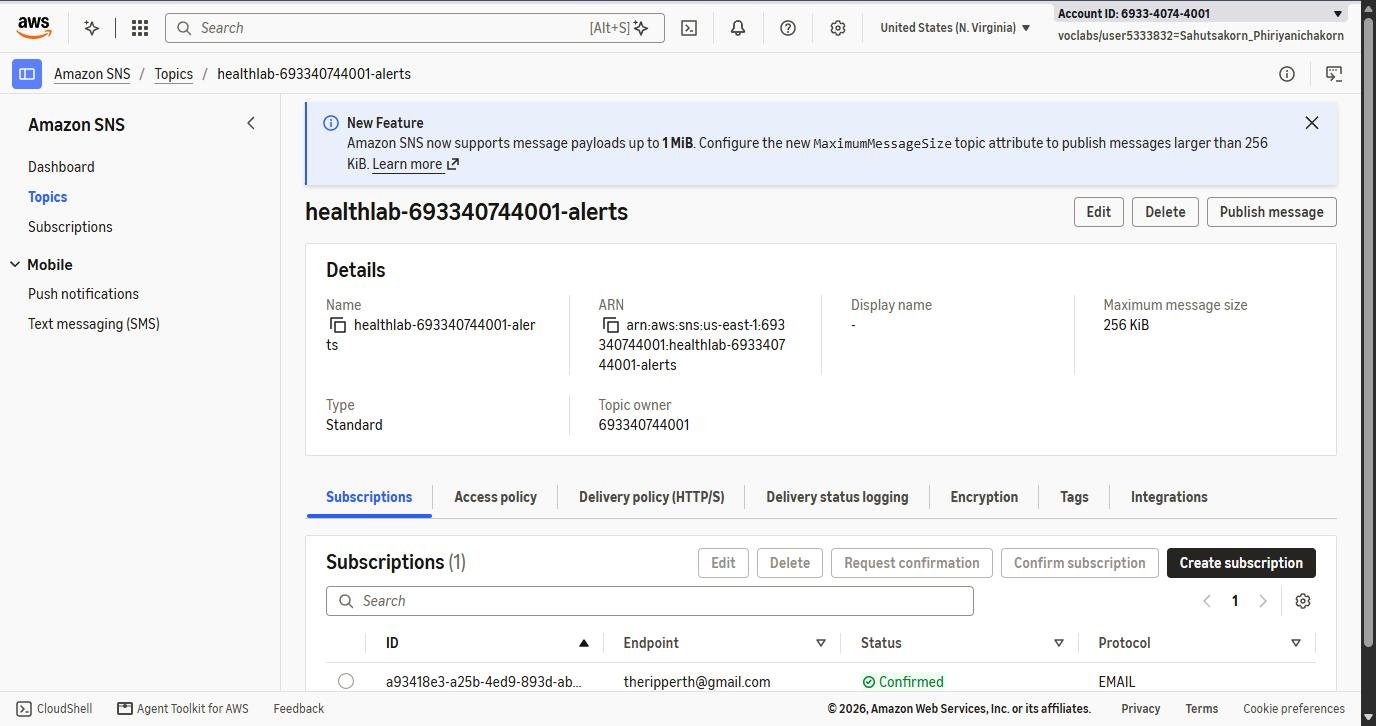 aws
Search
[Alt+S]
United States (N. Virginia)
Account ID: 6933-4074-4001
voclabs/user5333832=Sahutsakorn_Phiriyanichakorn
Amazon SNS / Topics / healthlab-693340744001-alerts
Amazon SNS
Dashboard
Topics
Subscriptions
Mobile
Push notifications
Text messaging (SMS)
New Feature
Amazon SNS now supports message payloads up to 1 MiB. Configure the new MaximumMessageSize topic attribute to publish messages larger than 256
KiB. Learn more
healthlab-693340744001-alerts
Edit
Delete
Publish message
Details
Name
healthlab-693340744001-aler
ts
ARN
arn:aws:sns:us-east-1:693
340744001:healthlab-6933407
44001-alerts
Display name
-
Maximum message size
256 KiB
Type
Standard
Topic owner
693340744001
Subscriptions
Access policy
Delivery policy (HTTP/S)
Delivery status logging
Encryption
Tags
Integrations
Subscriptions (1)
Edit
Delete
Request confirmation
Confirm subscription
Create subscription
Search
1
ID
Endpoint
Status
Protocol
a93418e3-a25b-4ed9-893d-ab...
theripperth@gmail.com
Confirmed
EMAIL
CloudShell
Agent Toolkit for AWS
Feedback
© 2026, Amazon Web Services, Inc. or its affiliates.
Privacy
Terms
Cookie preferences